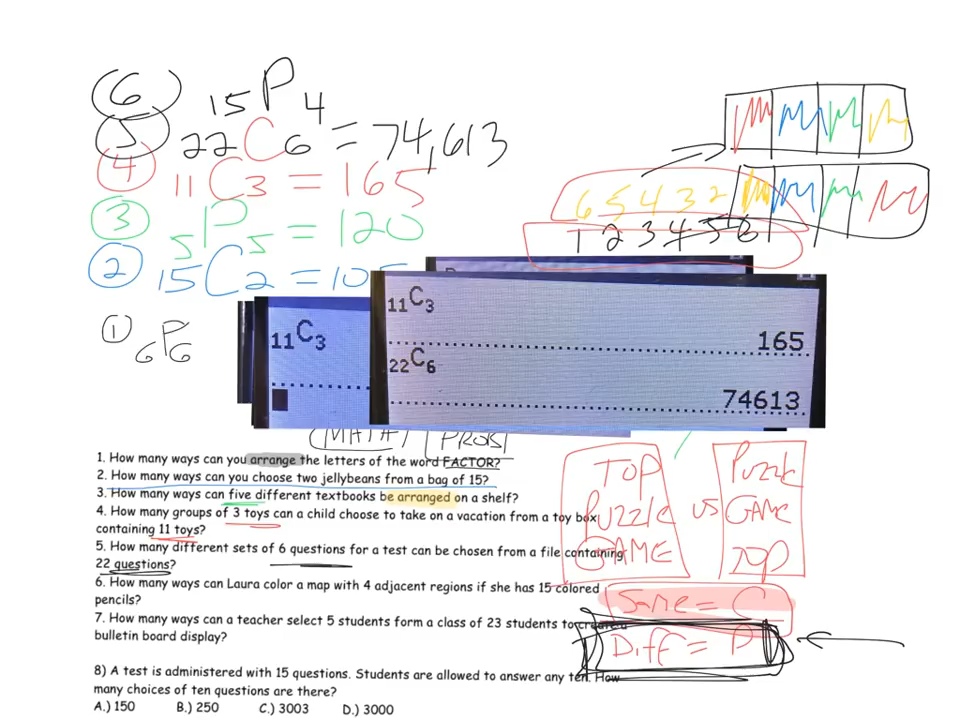 6 15P4
5 22C6 = 74,613
4 11C3 = 165
3 5P5 = 120
2 15C2 = 105
1 6P6
6 5 4 3 2
1 2 3 4 5 6
11C3
11C3
165
22C6
74613
MATH PROB
1. How many ways can you arrange the letters of the word FACTOR?
2. How many ways can you choose two jellybeans from a bag of 15?
3. How many ways can five different textbooks be arranged on a shelf?
4. How many groups of 3 toys can a child choose to take on a vacation from a toy box
containing 11 toys?
5. How many different sets of 6 questions for a test can be chosen from a file containing
22 questions?
6. How many ways can Laura color a map with 4 adjacent regions if she has 15 colored
pencils?
7. How many ways can a teacher select 5 students form a class of 23 students to create a
bulletin board display?
8) A test is administered with 15 questions. Students are allowed to answer any ten. How
many choices of ten questions are there?
A.) 150 B.) 250 C.) 3003 D.) 3000
TOP
Puzzle
GAME
vs
Puzzle
GAME
TOP
Same = C
Diff = P